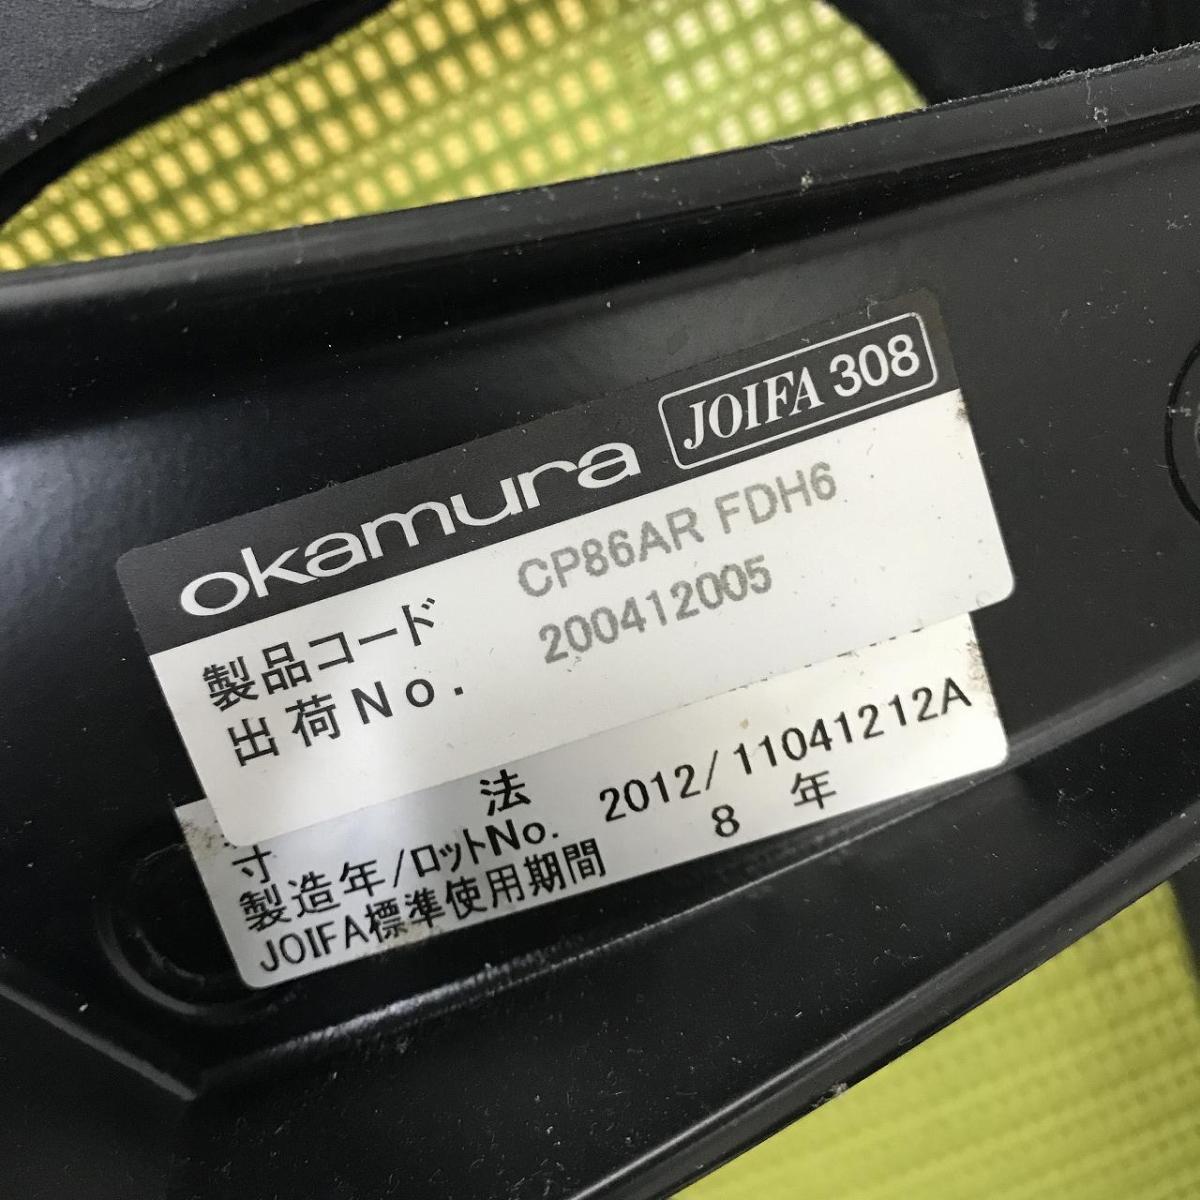 okamura JOIFA 308
製品コード CP86AR FDH6
出荷No. 200412005
寸 法
製造年/ロットNo. 2012/11041212A
JOIFA標準使用期間 8 年